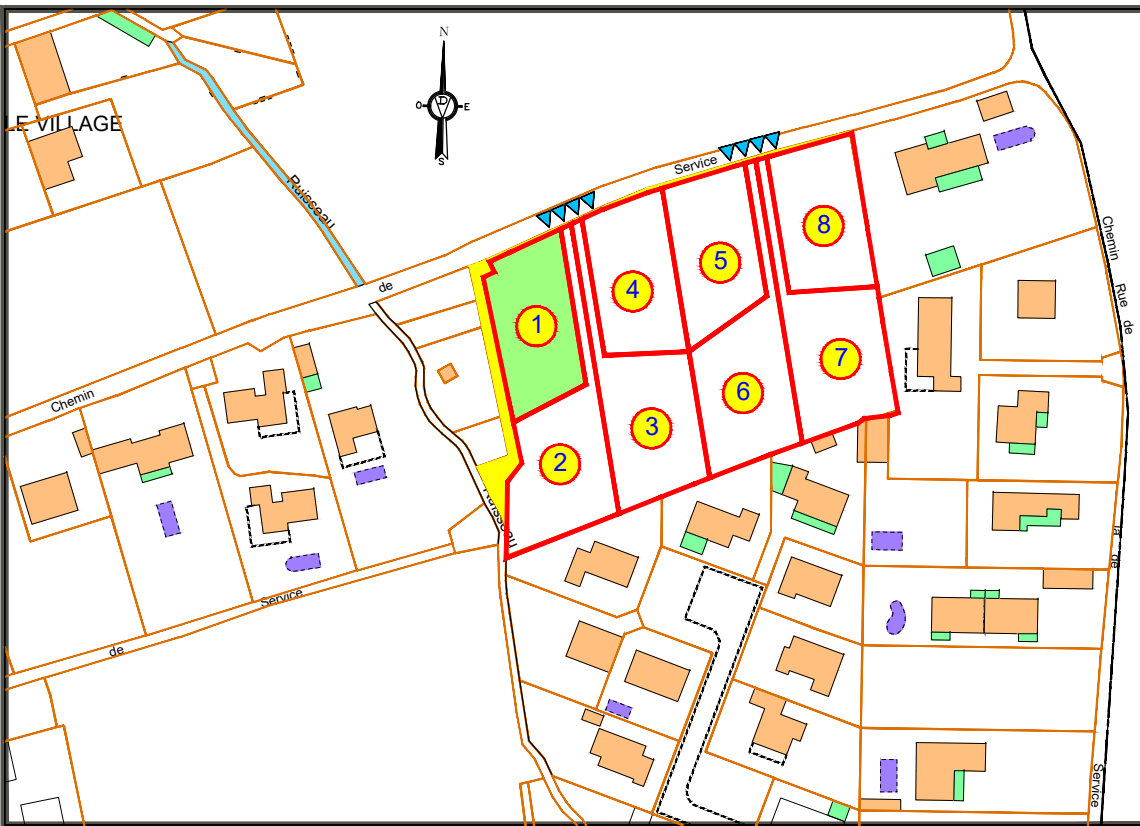 N
O D E
S
LE VILLAGE
Ruisseau
Service
de
Chemin
Chemin
Rue de
8
5
4
1
7
6
3
2
Ruisseau
la de
Service
de
Service